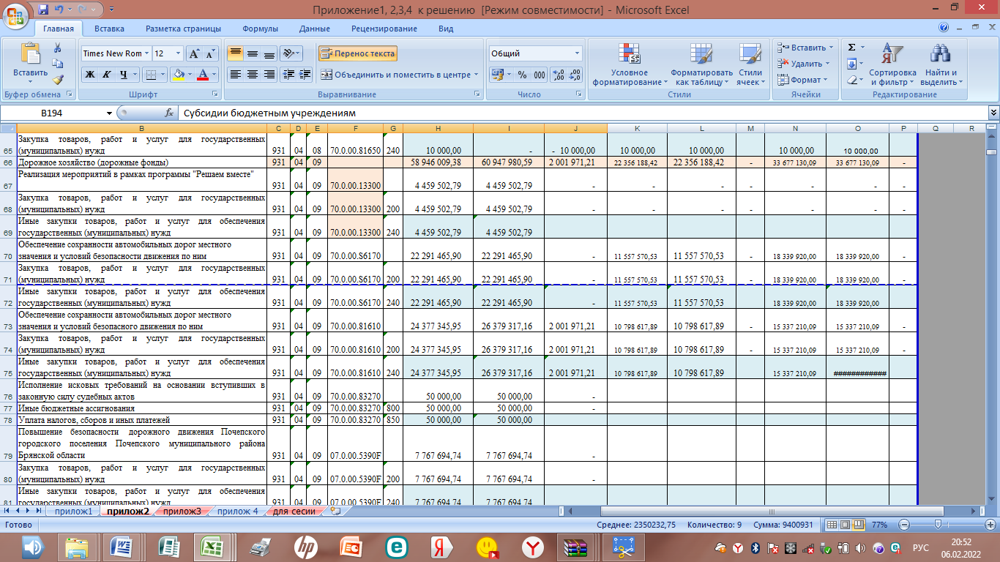 Приложение1, 2,3,4 к решению [Режим совместимости] - Microsoft Excel
Главная Вставка Разметка страницы Формулы Данные Рецензирование Вид
Вставить
Буфер обмена
Times New Rom 12
Ж К Ч
Шрифт
Перенос текста
Объединить и поместить в центре
Выравнивание
Общий
% 000
Число
Условное форматирование
Форматировать как таблицу
Стили ячеек
Стили
Вставить
Удалить
Формат
Ячейки
Σ
Сортировка и фильтр
Найти и выделить
Редактирование
B194 fx Субсидии бюджетным учреждениям
B C D E F G H I J K L M N O P Q R
Закупка товаров, работ и услуг для государственных
65 (муниципальных) нужд 931 04 08 70.0.00.81650 240 10 000,00 - - 10 000,00 10 000,00 10 000,00 10 000,00 10 000,00
66 Дорожное хозяйство (дорожные фонды) 931 04 09 58 946 009,38 60 947 980,59 2 001 971,21 22 356 188,42 22 356 188,42 - 33 677 130,09 33 677 130,09 -
Реализация мероприятий в рамках программы "Решаем вместе"
67 931 04 09 70.0.00.13300 4 459 502,79 4 459 502,79 - - - - - - -
Закупка товаров, работ и услуг для государственных
68 (муниципальных) нужд 931 04 09 70.0.00.13300 200 4 459 502,79 4 459 502,79 - - - - - - -
Иные закупки товаров, работ и услуг для обеспечения
69 государственных (муниципальных) нужд 931 04 09 70.0.00.13300 240 4 459 502,79 4 459 502,79
Обеспечение сохранности автомобильных дорог местного
70 значения и условий безопасности движения по ним 931 04 09 70.0.00.86170 22 291 465,90 22 291 465,90 - 11 557 570,53 11 557 570,53 - 18 339 920,00 18 339 920,00 -
Закупка товаров, работ и услуг для государственных
71 (муниципальных) нужд 931 04 09 70.0.00.86170 200 22 291 465,90 22 291 465,90 - 11 557 570,53 11 557 570,53 - 18 339 920,00 18 339 920,00 -
Иные закупки товаров, работ и услуг для обеспечения
72 государственных (муниципальных) нужд 931 04 09 70.0.00.86170 240 22 291 465,90 22 291 465,90 - 11 557 570,53 11 557 570,53 18 339 920,00 18 339 920,00
Обеспечение сохранности автомобильных дорог местного
73 значения и условий безопасного движения по ним 931 04 09 70.0.00.81610 24 377 345,95 26 379 317,16 2 001 971,21 10 798 617,89 10 798 617,89 - 15 337 210,09 15 337 210,09 -
Закупка товаров, работ и услуг для государственных
74 (муниципальных) нужд 931 04 09 70.0.00.81610 200 24 377 345,95 26 379 317,16 2 001 971,21 10 798 617,89 10 798 617,89 - 15 337 210,09 15 337 210,09 -
Иные закупки товаров, работ и услуг для обеспечения
75 государственных (муниципальных) нужд 931 04 09 70.0.00.81610 240 24 377 345,95 26 379 317,16 2 001 971,21 10 798 617,89 10 798 617,89 15 337 210,09 ############
Исполнение исковых требований на основании вступивших в
76 законную силу судебных актов 931 04 09 70.0.00.83270 50 000,00 50 000,00 -
77 Иные бюджетные ассигнования 931 04 09 70.0.00.83270 800 50 000,00 50 000,00 -
78 Уплата налогов, сборов и иных платежей 931 04 09 70.0.00.83270 850 50 000,00 50 000,00
Повышение безопасности дорожного движения Почепского
городского поселения Почепского муниципального района
79 Брянской области 931 04 09 07.0.00.5390F 7 767 694,74 7 767 694,74 -
Закупка товаров, работ и услуг для государственных
80 (муниципальных) нужд 931 04 09 07.0.00.5390F 200 7 767 694,74 7 767 694,74 -
Иные закупки товаров, работ и услуг для обеспечения
81 государственных (муниципальных) нужд 931 04 09 07.0.00.5390F 240 7 767 694,74 7 767 694,74
прилож1 прилож2 прилож3 прилож 4 для сесии
Готово Среднее: 2350232,75 Количество: 9 Сумма: 9400931 77%
РУС 20:52
06.02.2022